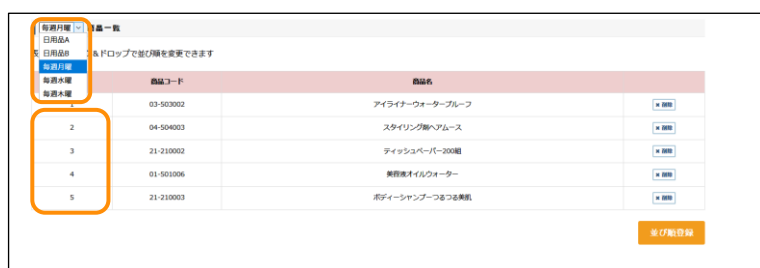 毎週月曜 商品一覧
日用品A
日用品B &ドロップで並び順を変更できます
毎週月曜
毎週水曜
毎週木曜
商品コード 商品名
1 03-503002 アイライナーウォータープルーフ × 削除
2 04-504003 スタイリング剤ヘアムース × 削除
3 21-210002 ティッシュペーパー200組 × 削除
4 01-501006 美容液オイルウォーター × 削除
5 21-210003 ボディーシャンプーつるつる美肌 × 削除
並び順登録